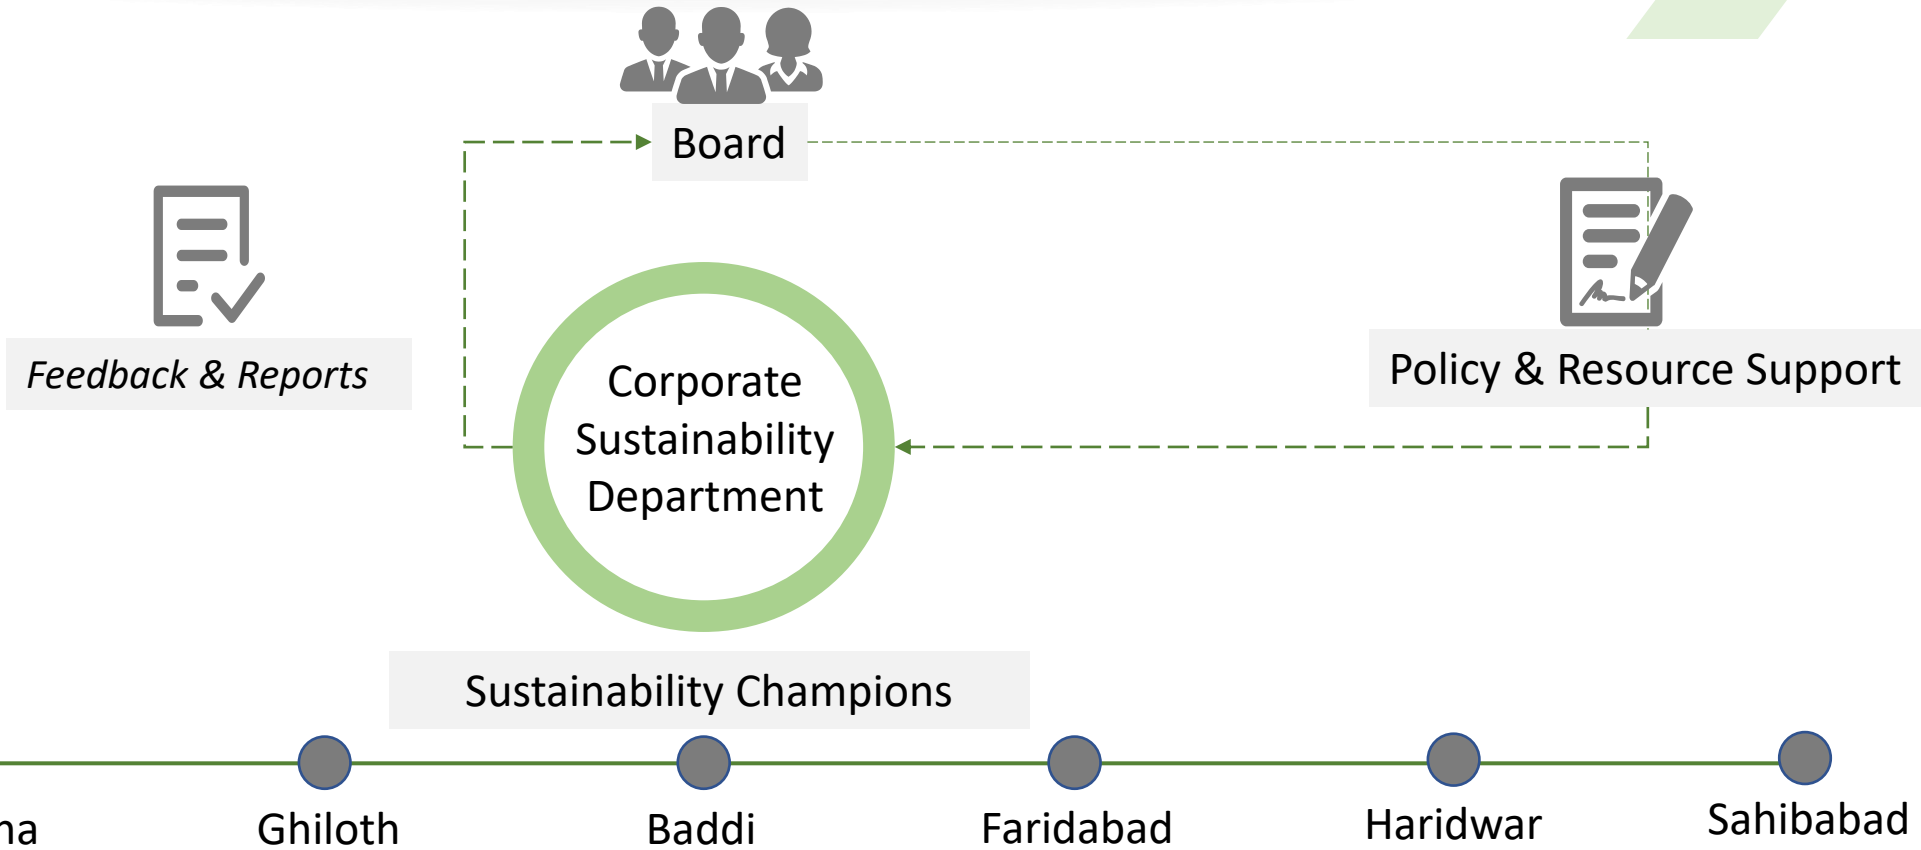 Board
Feedback & Reports
Policy & Resource Support
Corporate
Sustainability
Department
Sustainability Champions
Ghiloth
Baddi
Faridabad
Haridwar
Sahibabad